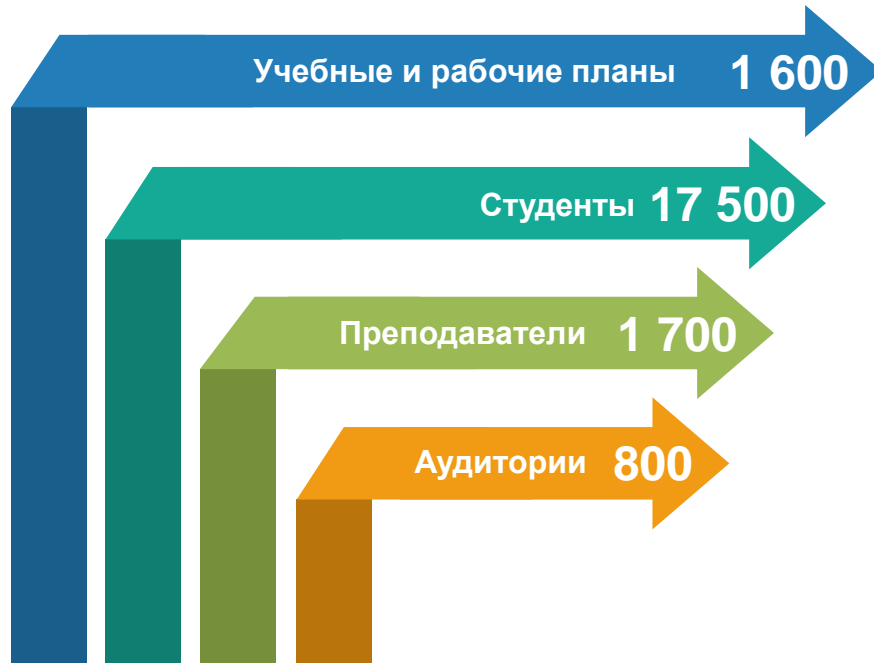 Учебные и рабочие планы 1 600
Студенты 17 500
Преподаватели 1 700
Аудитории 800